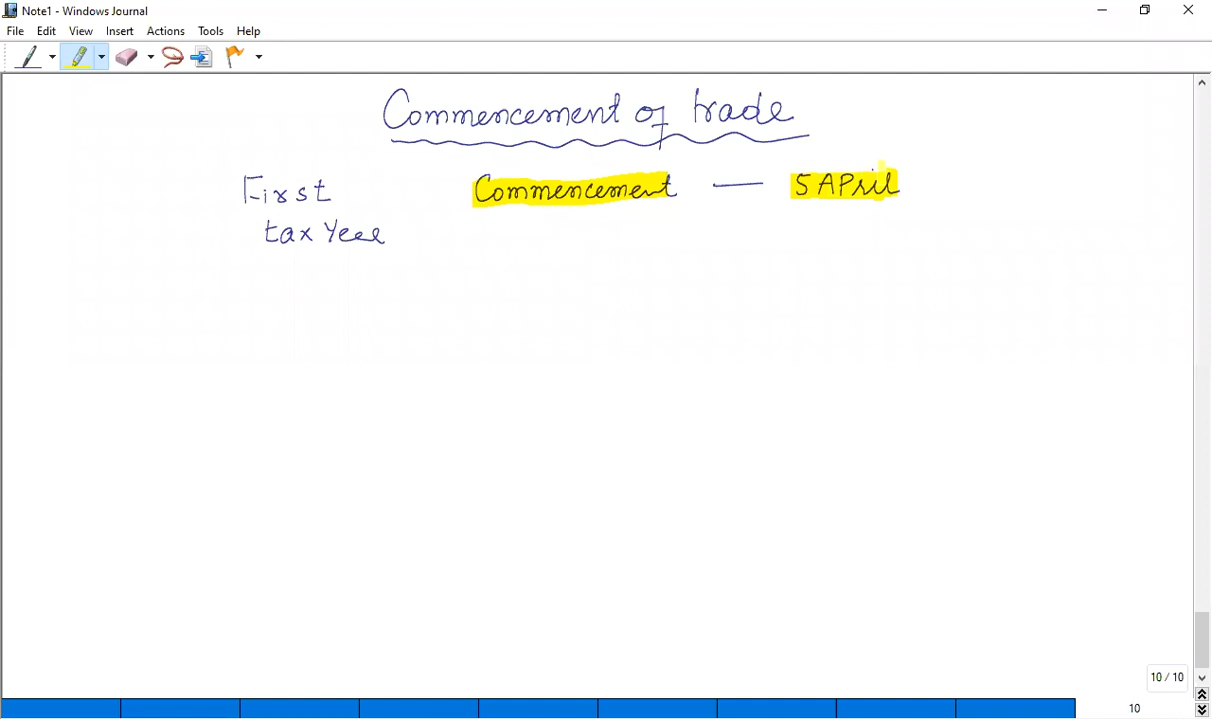 Note1 - Windows Journal
File Edit View Insert Actions Tools Help
Commencement of trade
First Commencement — 5 APril
tax Year
10 / 10
10